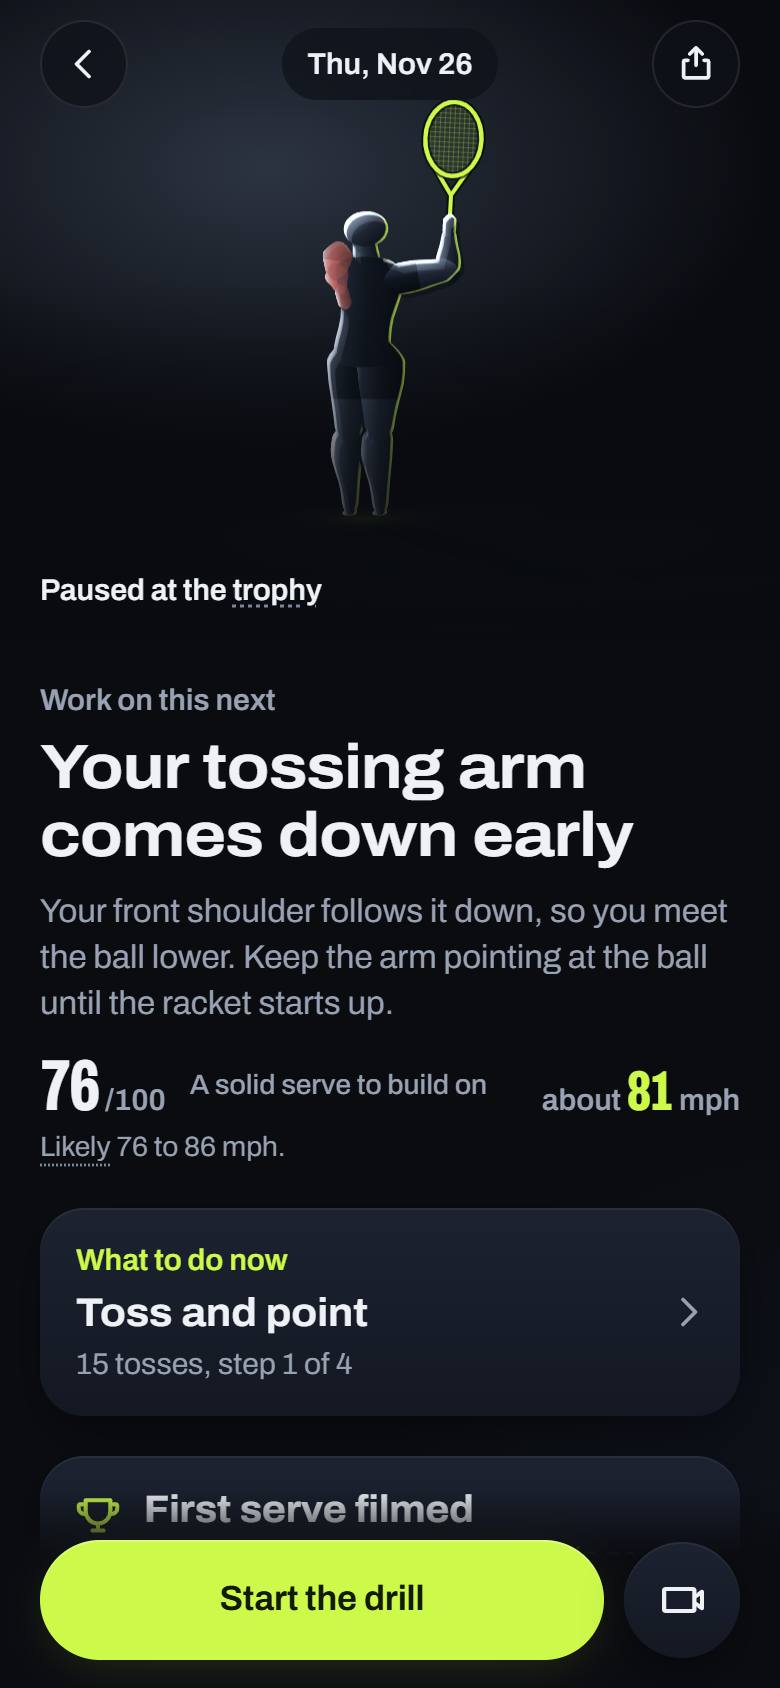 Thu, Nov 26
Paused at the trophy
Work on this next
Your tossing arm
comes down early
Your front shoulder follows it down, so you meet
the ball lower. Keep the arm pointing at the ball
until the racket starts up.
76/100 A solid serve to build on about 81 mph
Likely 76 to 86 mph.
What to do now
Toss and point
15 tosses, step 1 of 4
First serve filmed
Start the drill